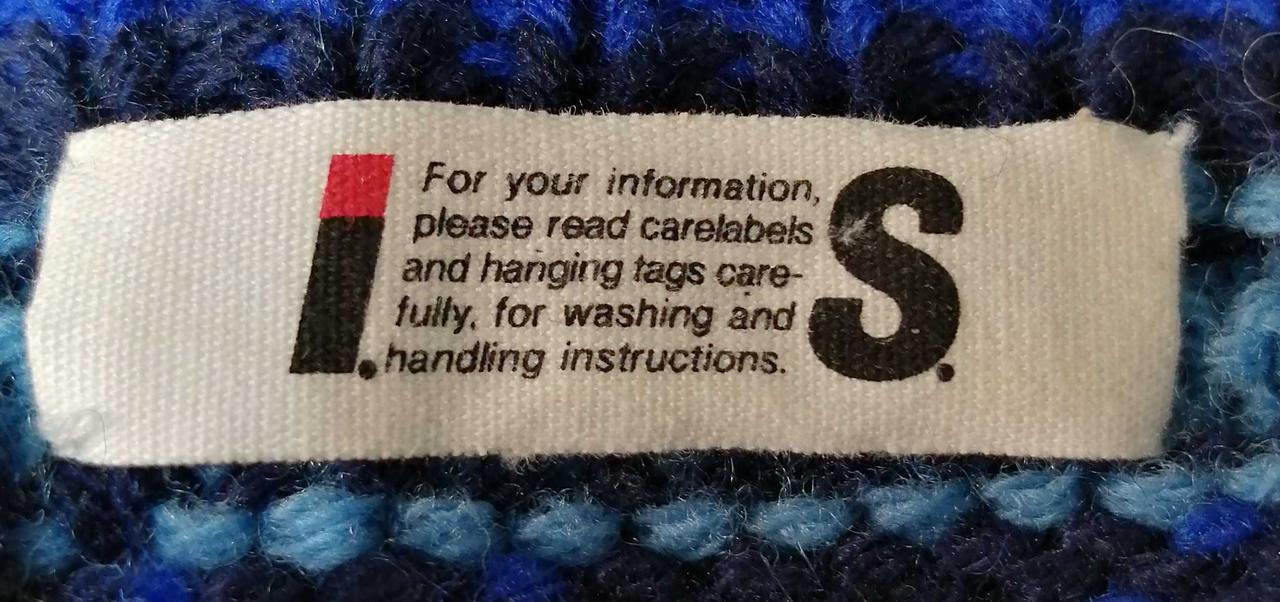 I. S.
For your information,
please read carelabels
and hanging tags care-
fully, for washing and
handling instructions.